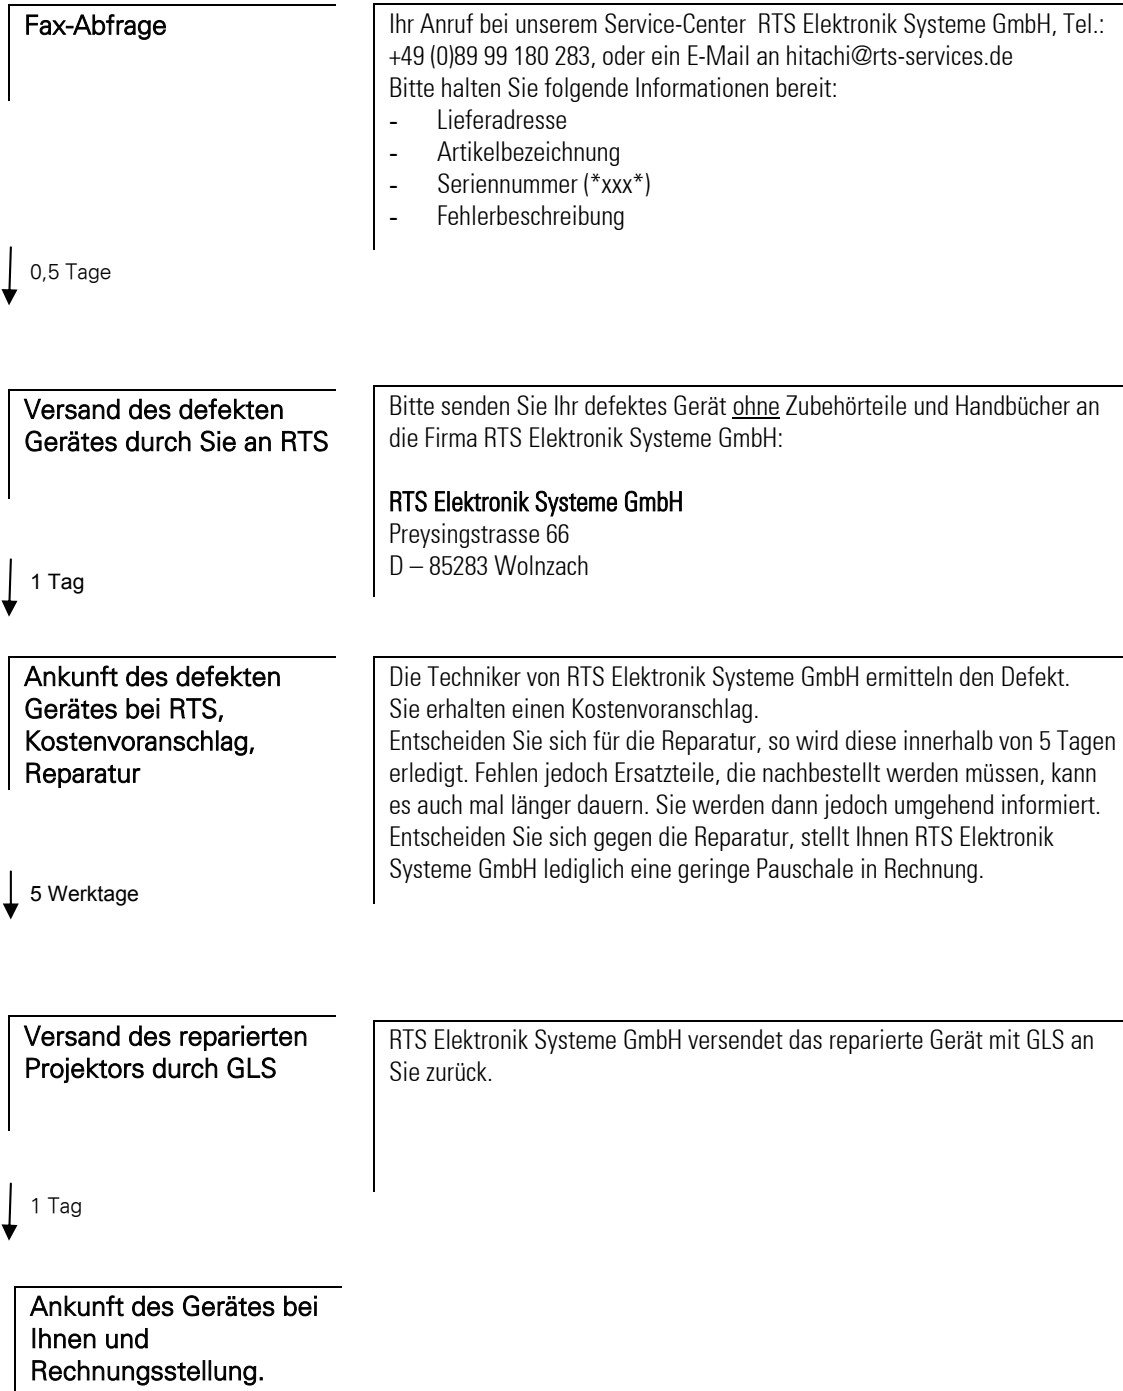 Fax-Abfrage
Ihr Anruf bei unserem Service-Center RTS Elektronik Systeme GmbH, Tel.:
+49 (0)89 99 180 283, oder ein E-Mail an hitachi@rts-services.de
Bitte halten Sie folgende Informationen bereit:
- Lieferadresse
- Artikelbezeichnung
- Seriennummer (*xxx*)
- Fehlerbeschreibung
0,5 Tage
Versand des defekten
Gerätes durch Sie an RTS
Bitte senden Sie Ihr defektes Gerät ohne Zubehörteile und Handbücher an
die Firma RTS Elektronik Systeme GmbH:
RTS Elektronik Systeme GmbH
Preysingstrasse 66
D – 85283 Wolnzach
1 Tag
Ankunft des defekten
Gerätes bei RTS,
Kostenvoranschlag,
Reparatur
Die Techniker von RTS Elektronik Systeme GmbH ermitteln den Defekt.
Sie erhalten einen Kostenvoranschlag.
Entscheiden Sie sich für die Reparatur, so wird diese innerhalb von 5 Tagen
erledigt. Fehlen jedoch Ersatzteile, die nachbestellt werden müssen, kann
es auch mal länger dauern. Sie werden dann jedoch umgehend informiert.
Entscheiden Sie sich gegen die Reparatur, stellt Ihnen RTS Elektronik
Systeme GmbH lediglich eine geringe Pauschale in Rechnung.
5 Werktage
Versand des reparierten
Projektors durch GLS
RTS Elektronik Systeme GmbH versendet das reparierte Gerät mit GLS an
Sie zurück.
1 Tag
Ankunft des Gerätes bei
Ihnen und
Rechnungsstellung.